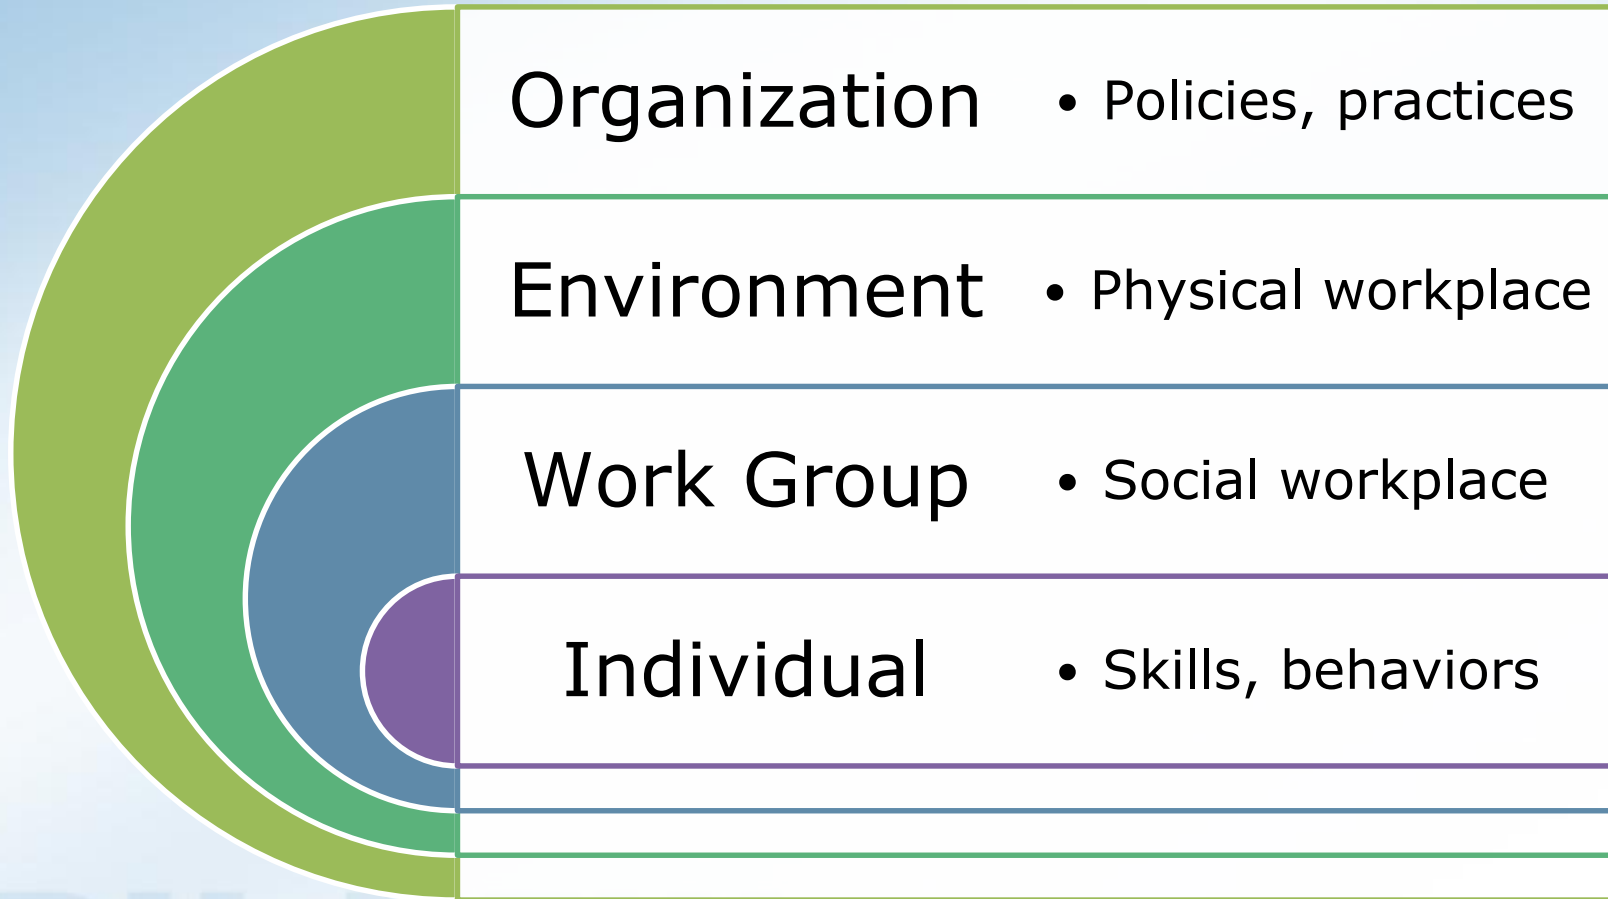 Organization • Policies, practices
Environment • Physical workplace
Work Group • Social workplace
Individual • Skills, behaviors